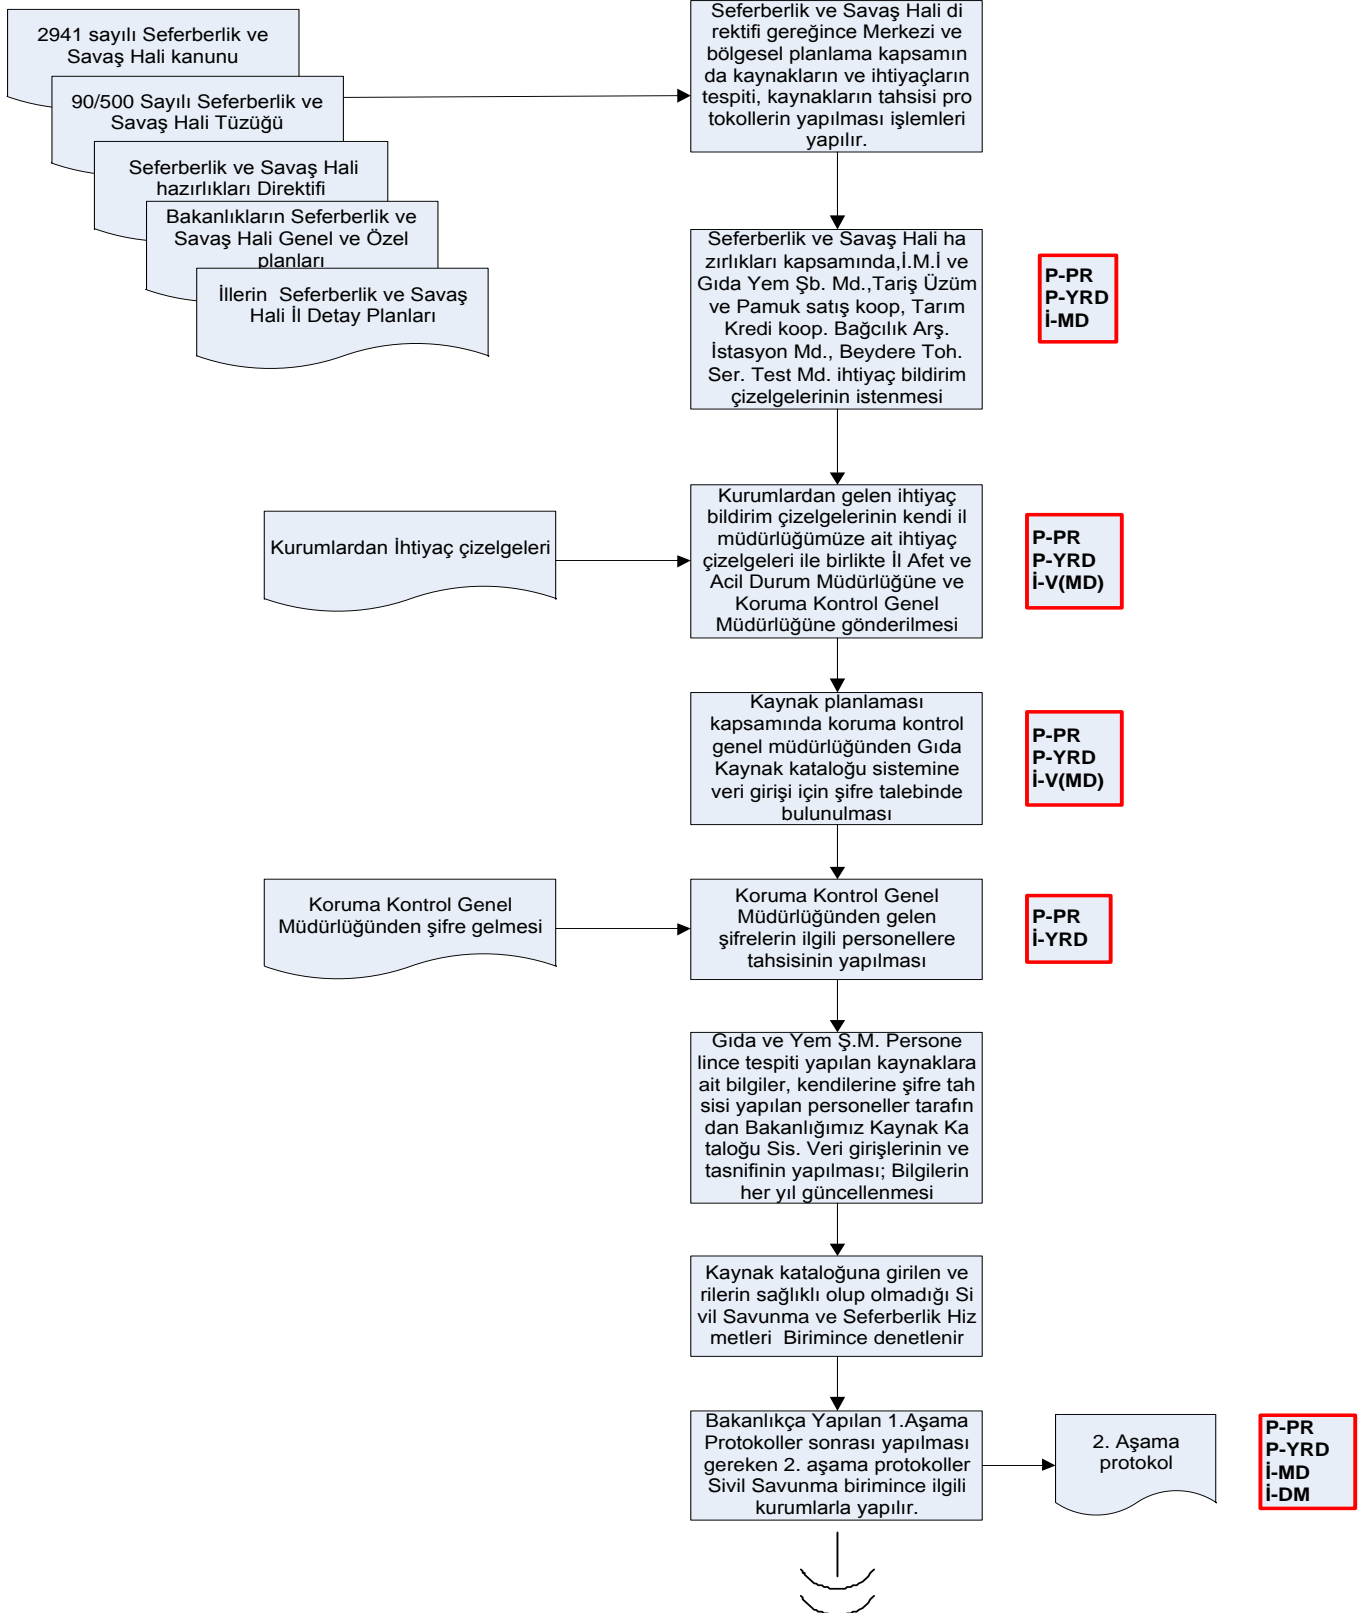 2941 sayılı Seferberlik ve
Savaş Hali kanunu
90/500 Sayılı Seferberlik ve
Savaş Hali Tüzüğü
Seferberlik ve Savaş Hali
hazırlıkları Direktifi
Bakanlıkların Seferberlik ve
Savaş Hali Genel ve Özel
planları
İllerin  Seferberlik ve Savaş
Hali İl Detay Planları
Seferberlik ve Savaş Hali di
rektifi gereğince Merkezi ve
bölgesel planlama kapsamın
da kaynakların ve ihtiyaçların
tespiti, kaynakların tahsisi pro
tokollerin yapılması işlemleri
yapılır.
Seferberlik ve Savaş Hali ha
zırlıkları kapsamında,İ.M.İ ve
Gıda Yem Şb. Md.,Tariş Üzüm
ve Pamuk satış koop, Tarım
Kredi koop. Bağcılık Arş.
İstasyon Md., Beydere Toh.
Ser. Test Md. ihtiyaç bildirim
çizelgelerinin istenmesi
P-PR
P-YRD
İ-MD
Kurumlardan İhtiyaç çizelgeleri
Kurumlardan gelen ihtiyaç
bildirim çizelgelerinin kendi il
müdürlüğümüze ait ihtiyaç
çizelgeleri ile birlikte İl Afet ve
Acil Durum Müdürlüğüne ve
Koruma Kontrol Genel
Müdürlüğüne gönderilmesi
P-PR
P-YRD
İ-V(MD)
Kaynak planlaması
kapsamında koruma kontrol
genel müdürlüğünden Gıda
Kaynak kataloğu sistemine
veri girişi için şifre talebinde
bulunulması
P-PR
P-YRD
İ-V(MD)
Koruma Kontrol Genel
Müdürlüğünden şifre gelmesi
Koruma Kontrol Genel
Müdürlüğünden gelen
şifrelerin ilgili personellere
tahsisinin yapılması
P-PR
İ-YRD
Gıda ve Yem Ş.M. Persone
lince tespiti yapılan kaynaklara
ait bilgiler, kendilerine şifre tah
sisi yapılan personeller tarafın
dan Bakanlığımız Kaynak Ka
taloğu Sis. Veri girişlerinin ve
tasnifinin yapılması; Bilgilerin
her yıl güncellenmesi
Kaynak kataloğuna girilen ve
rilerin sağlıklı olup olmadığı Si
vil Savunma ve Seferberlik Hiz
metleri  Birimince denetlenir
Bakanlıkça Yapılan 1.Aşama
Protokoller sonrası yapılması
gereken 2. aşama protokoller
Sivil Savunma birimince ilgili
kurumlarla yapılır.
2. Aşama
protokol
P-PR
P-YRD
İ-MD
İ-DM